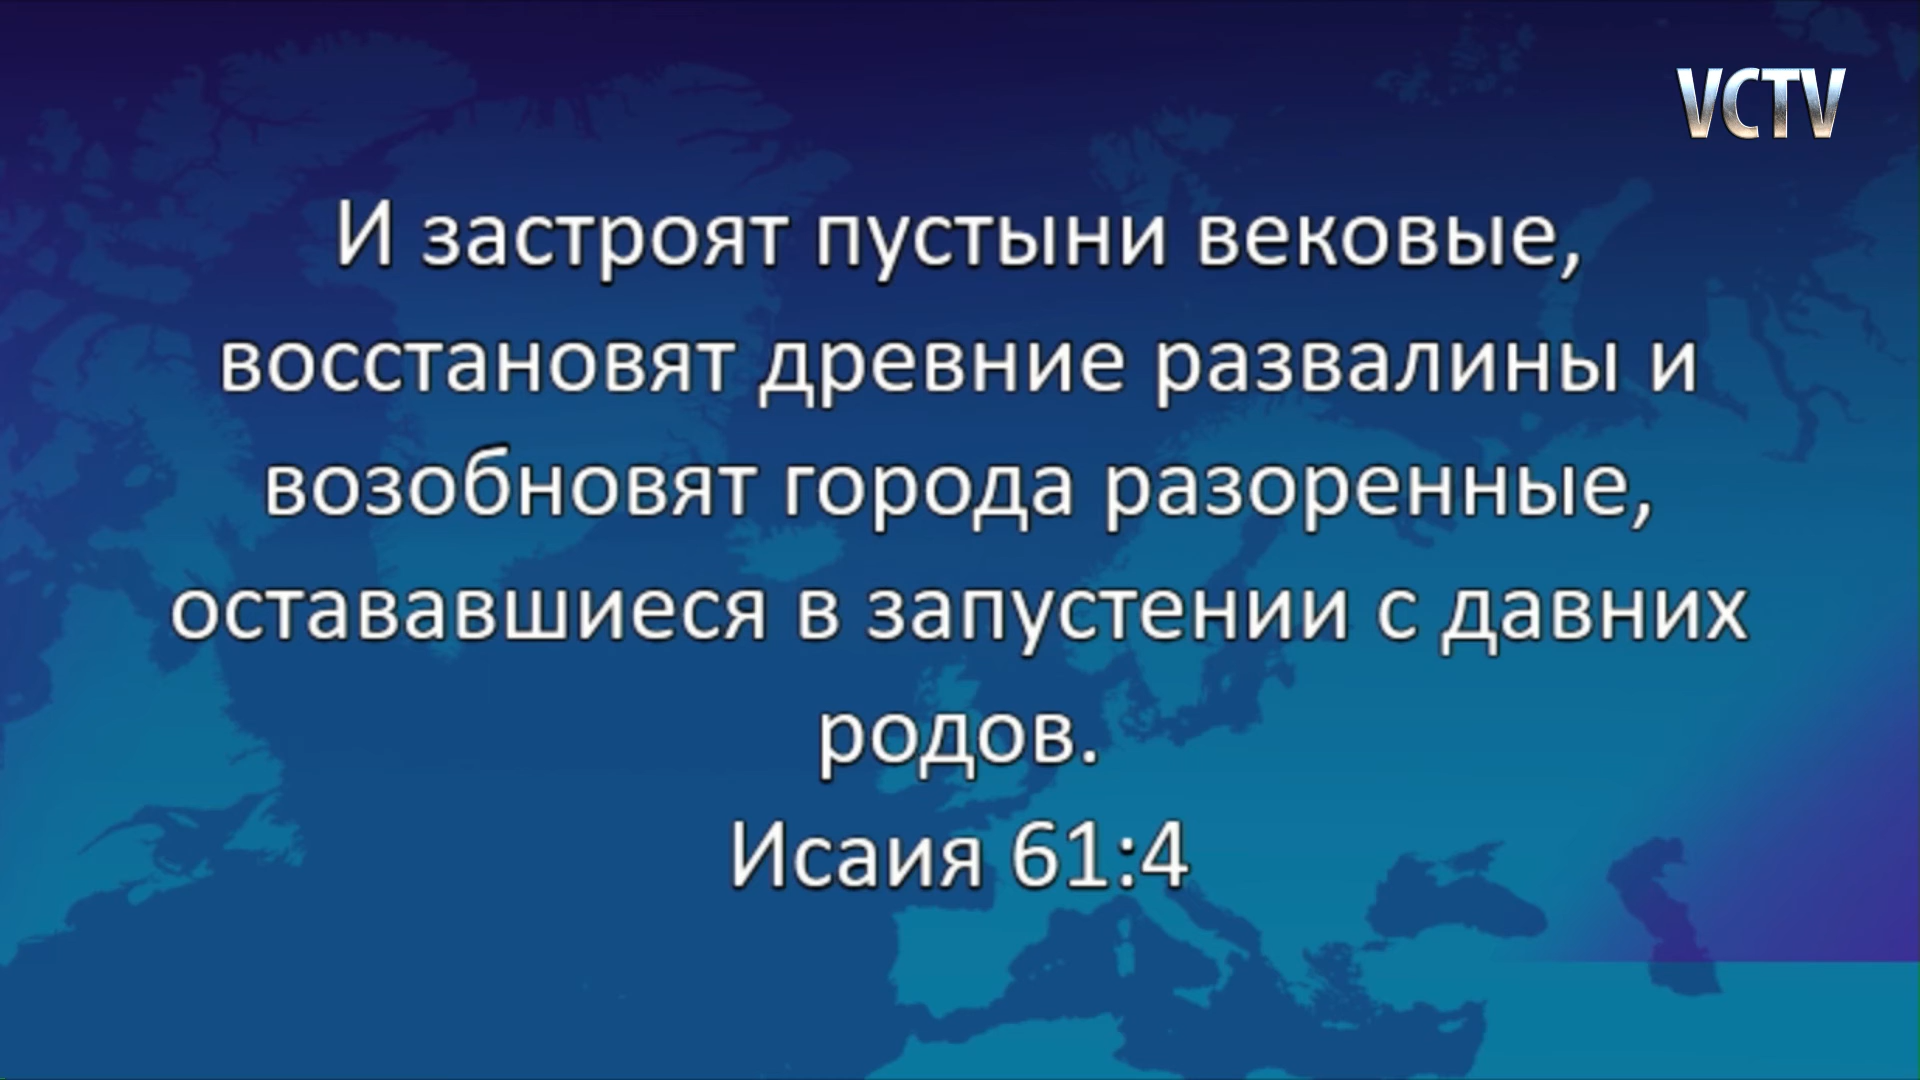 VCTV
И застроят пустыни вековые,
восстановят древние развалины и
возобновят города разоренные,
остававшиеся в запустении с давних
родов.
Исаия 61:4